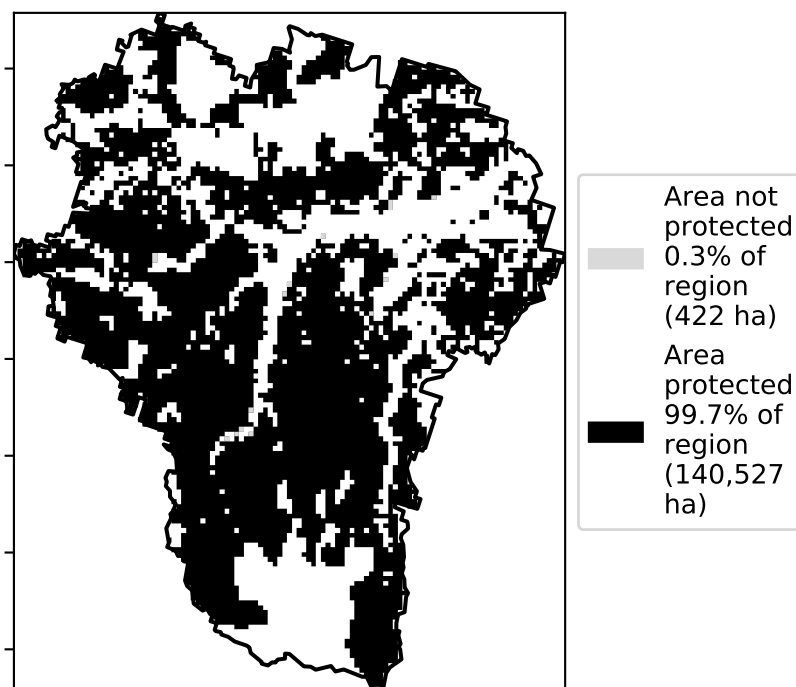 Area not
protected
0.3% of
region
(422 ha)
Area
protected
99.7% of
region
(140,527
ha)